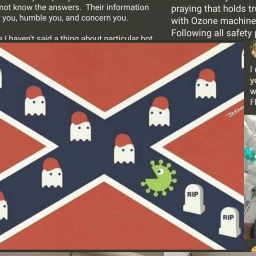 not know the answers. Their information
you, humble you, and concern you.
I haven't said a thing about particular hot
praying that holds
with Ozone machine
Following all safety
RIP
RIP